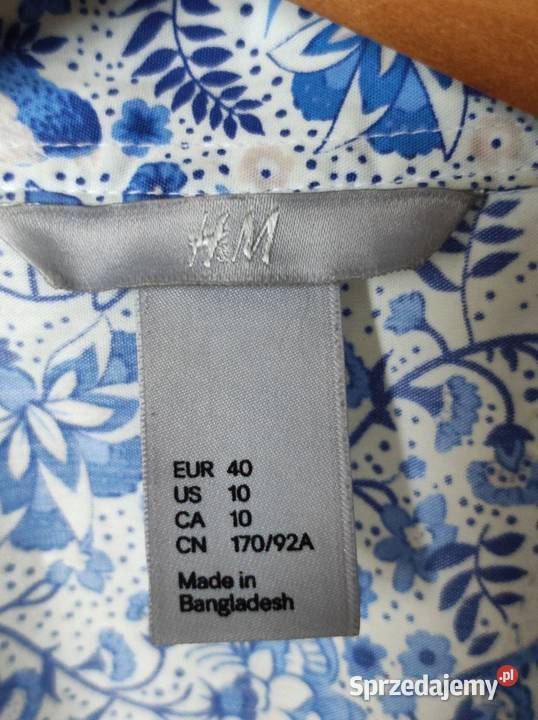 H&M
EUR 40
US 10
CA 10
CN 170/92A
Made in
Bangladesh
Sprzedajemy.pl